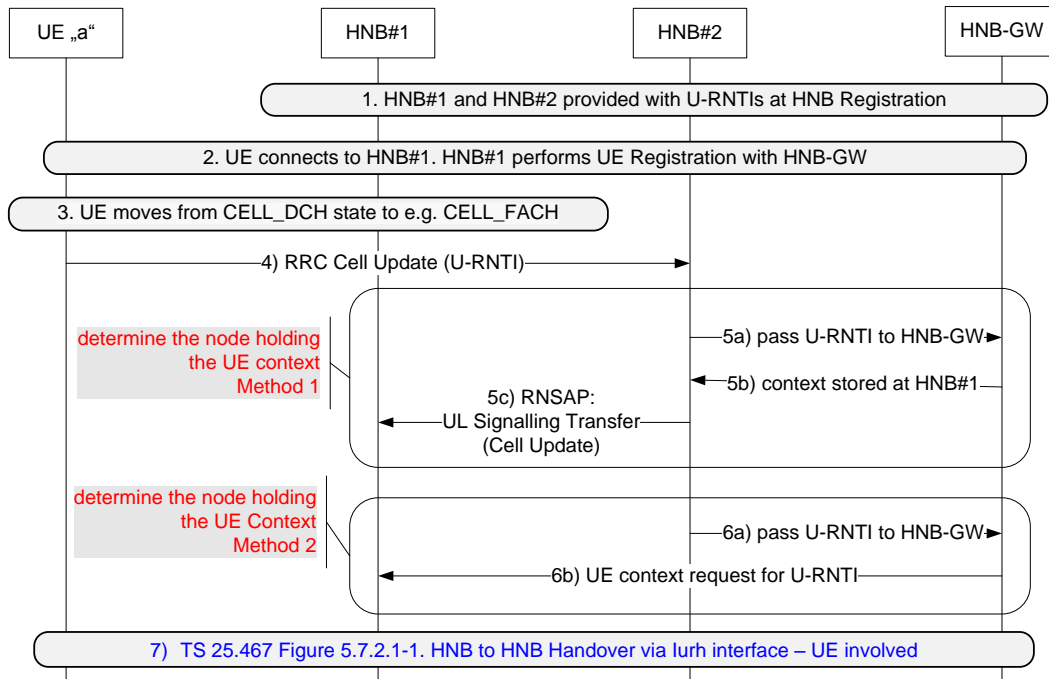 UE „a“
HNB#1
HNB#2
HNB-GW
1. HNB#1 and HNB#2 provided with U-RNTIs at HNB Registration
2. UE connects to HNB#1. HNB#1 performs UE Registration with HNB-GW
3. UE moves from CELL_DCH state to e.g. CELL_FACH
4) RRC Cell Update (U-RNTI)
determine the node holding
the UE context
Method 1
5a) pass U-RNTI to HNB-GW
5b) context stored at HNB#1
5c) RNSAP:
UL Signalling Transfer
(Cell Update)
determine the node holding
the UE Context
Method 2
6a) pass U-RNTI to HNB-GW
6b) UE context request for U-RNTI
7) TS 25.467 Figure 5.7.2.1-1. HNB to HNB Handover via Iurh interface – UE involved